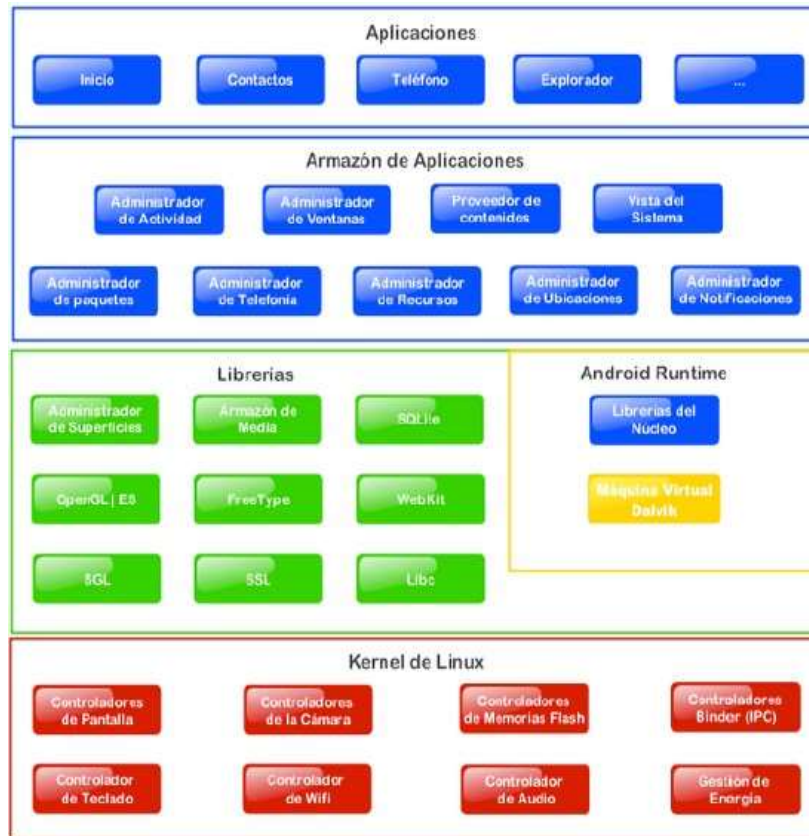 Aplicaciones
Inicio
Contactos
Teléfono
Explorador
...
Armazón de Aplicaciones
Administrador
de Actividad
Administrador
de Ventanas
Proveedor de
contenidos
Vista del
Sistema
Administrador
de paquetes
Administrador
de Telefonía
Administrador
de Recursos
Administrador
de Ubicaciones
Administrador
de Notificaciones
Librerías
Android Runtime
Administrador
de Superficies
Armazón de
Media
SQLite
Librerías del
Núcleo
OpenGL | ES
FreeType
WebKit
Máquina Virtual
Dalvik
SGL
SSL
Libc
Kernel de Linux
Controladores
de Pantalla
Controladores
de la Cámara
Controladores
de Memorias Flash
Controladores
Binder (IPC)
Controlador
de Teclado
Controlador
de Wifi
Controlador
de Audio
Gestión de
Energía